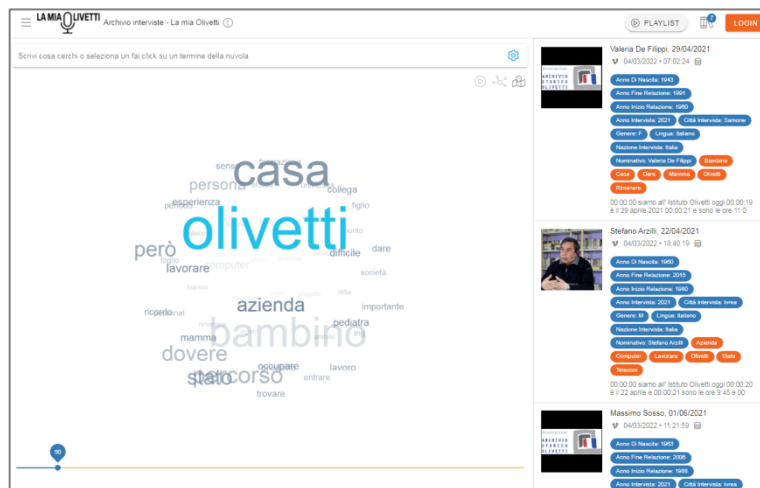 LA MIA OLIVETTI Archivio interviste - La mia Olivetti
PLAYLIST
7
LOGIN
Scrivi cosa cerchi o seleziona un fai click su un termine della nuvola
casa
persona
collega
esperienza
figlio
olivetti
però
difficile
dare
lavorare
computer
società
azienda
importante
bambino
pediatra
mamma
dovere
occupare
lavoro
stato
percorso
entrare
trovare
50
Valeria De Filippi, 29/04/2021
04/03/2022 • 07:02:24
ARCHIVIO
STORICO
OLIVETTI
Anno Di Nascita: 1943
Anno Fine Relazione: 1991
Anno Inizio Relazione: 1960
Anno Intervista: 2021 Città Intervista: Samone
Genere: F Lingua: Italiano
Nazione Intervista: Italia
Nominativo: Valeria De Filippi Bambino
Casa Dare Mamma Olivetti
Rimanere
00:00:00 siamo all' Istituto Olivetti oggi 00:00:19
è il 29 aprile 2021 00:00:21 e sono le ore 11 0
Stefano Arzilli, 22/04/2021
04/03/2022 • 18:40:19
Anno Di Nascita: 1960
Anno Fine Relazione: 2015
Anno Inizio Relazione: 1980
Anno Intervista: 2021 Città Intervista: Ivrea
Genere: M Lingua: Italiano
Nazione Intervista: Italia
Nominativo: Stefano Arzilli Azienda
Computer Lavorare Olivetti Stato
Telecom
00:00:00 siamo all' Istituto Olivetti oggi 00:00:20
è il 22 aprile e 00:00:21 sono le ore 9:45 e 00
Massimo Sosso, 01/06/2021
04/03/2022 • 11:21:59
ARCHIVIO
STORICO
OLIVETTI
Anno Di Nascita: 1963
Anno Fine Relazione: 2006
Anno Inizio Relazione: 1988
Anno Intervista: 2021 Città Intervista: Ivrea